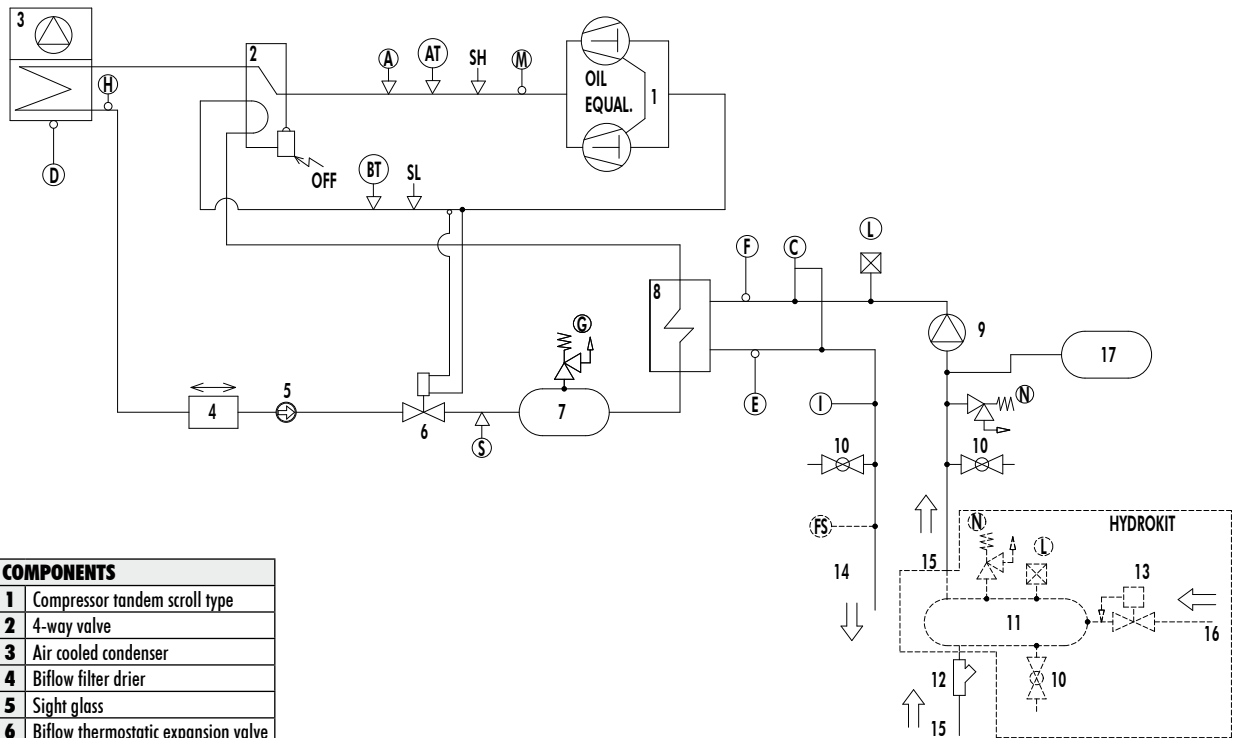 3
2
A
AT
SH
M
H
OIL
EQUAL.
1
D
OFF
BT
SL
F
C
L
8
9
G
17
5
4
7
E
I
N
6
S
10
10
FS
N
HYDROKIT
14
15
L
13
11
16
12
10
15
COMPONENTS
1 Compressor tandem scroll type
2 4-way valve
3 Air cooled condenser
4 Biflow filter drier
5 Sight glass
6 Biflow thermostatic expansion valve